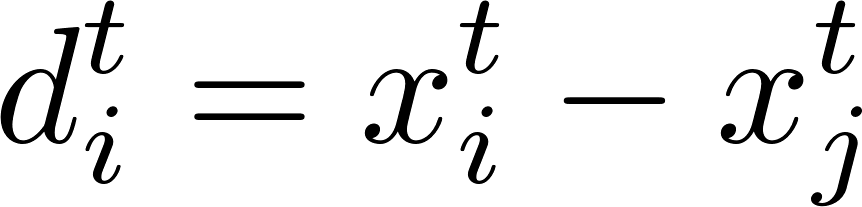 d_i^t = x_i^t − x_j^t